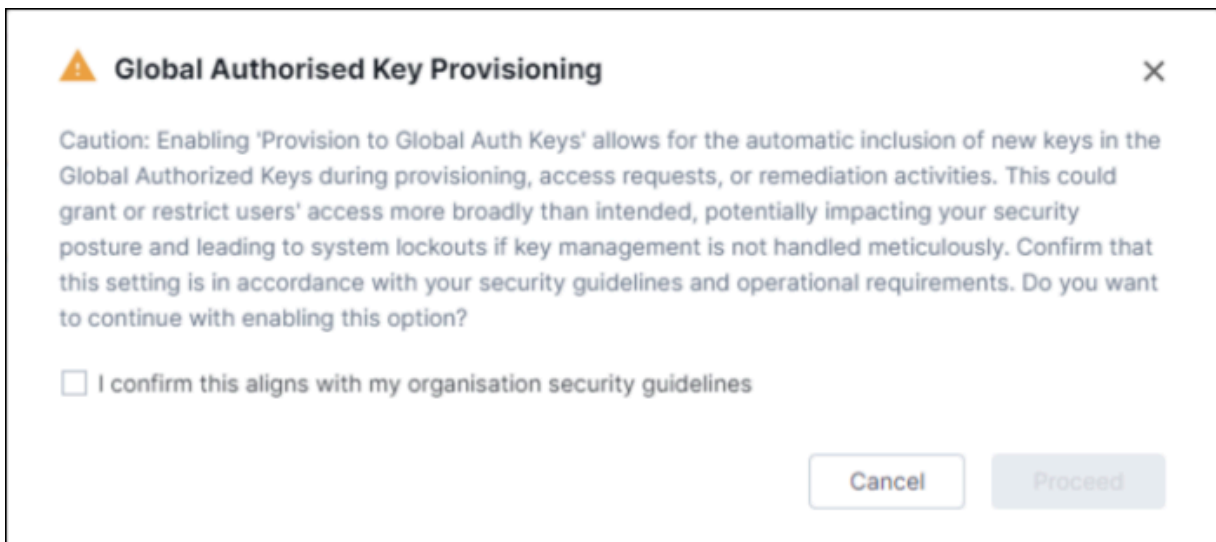 Global Authorised Key Provisioning
Caution: Enabling 'Provision to Global Auth Keys' allows for the automatic inclusion of new keys in the
Global Authorized Keys during provisioning, access requests, or remediation activities. This could
grant or restrict users' access more broadly than intended, potentially impacting your security
posture and leading to system lockouts if key management is not handled meticulously. Confirm that
this setting is in accordance with your security guidelines and operational requirements. Do you want
to continue with enabling this option?
I confirm this aligns with my organisation security guidelines
Cancel
Proceed